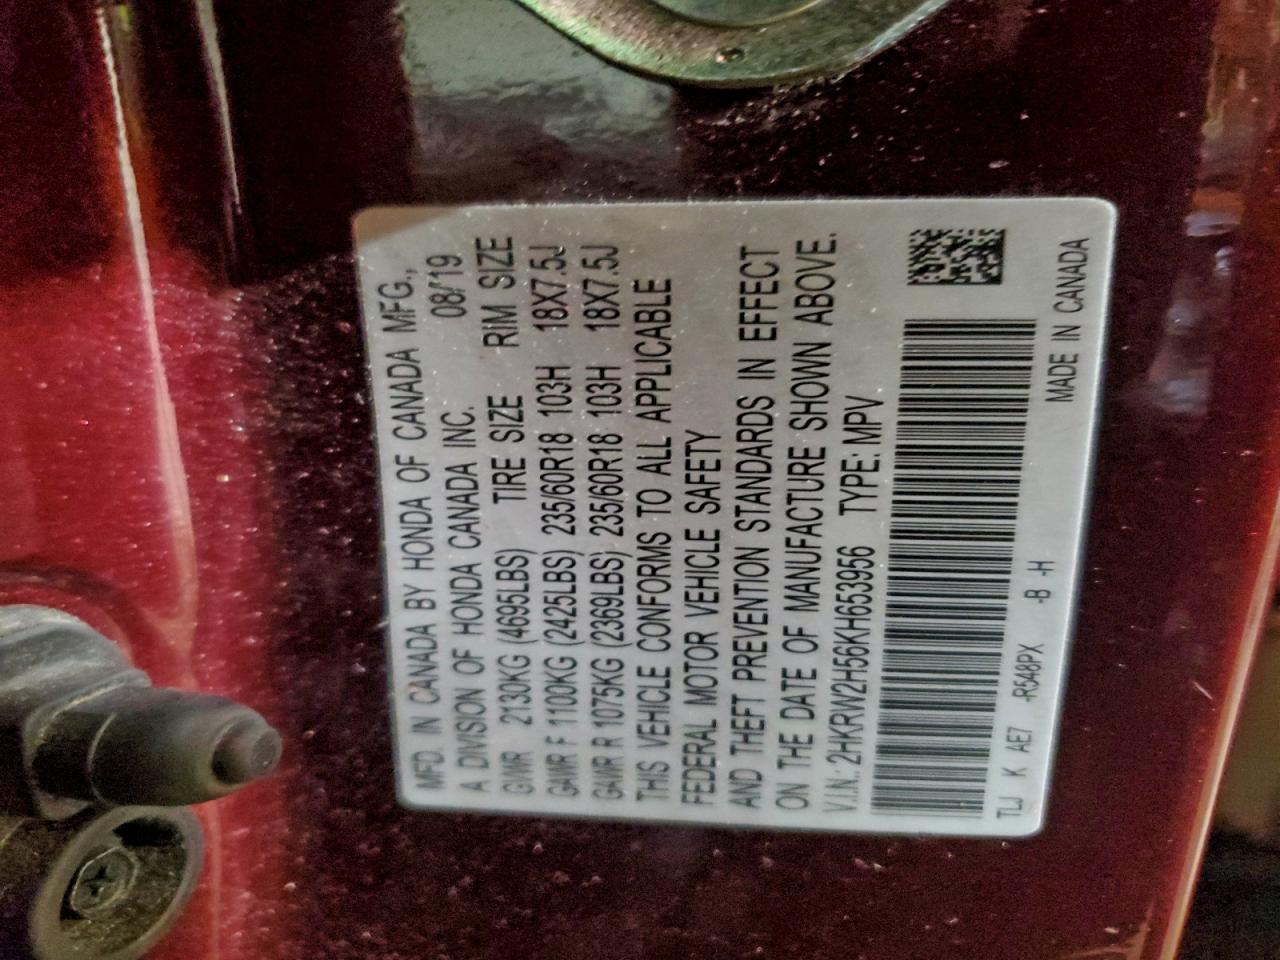 MFD. IN CANADA BY HONDA OF CANADA MFG.,
A DIVISION OF HONDA CANADA INC. 08/19
GVWR 2130KG (4695LBS) TIRE SIZE RIM SIZE
GAWR F 1100KG (2425LBS) 235/60R18 103H 18X7.5J
GAWR R 1075KG (2369LBS) 235/60R18 103H 18X7.5J
THIS VEHICLE CONFORMS TO ALL APPLICABLE
FEDERAL MOTOR VEHICLE SAFETY
AND THEFT PREVENTION STANDARDS IN EFFECT
ON THE DATE OF MANUFACTURE SHOWN ABOVE.
V.I.N.: 2HKRW2H56KH653956 TYPE: MPV
TLJ K AE7 -R548PX -B -H
MADE IN CANADA